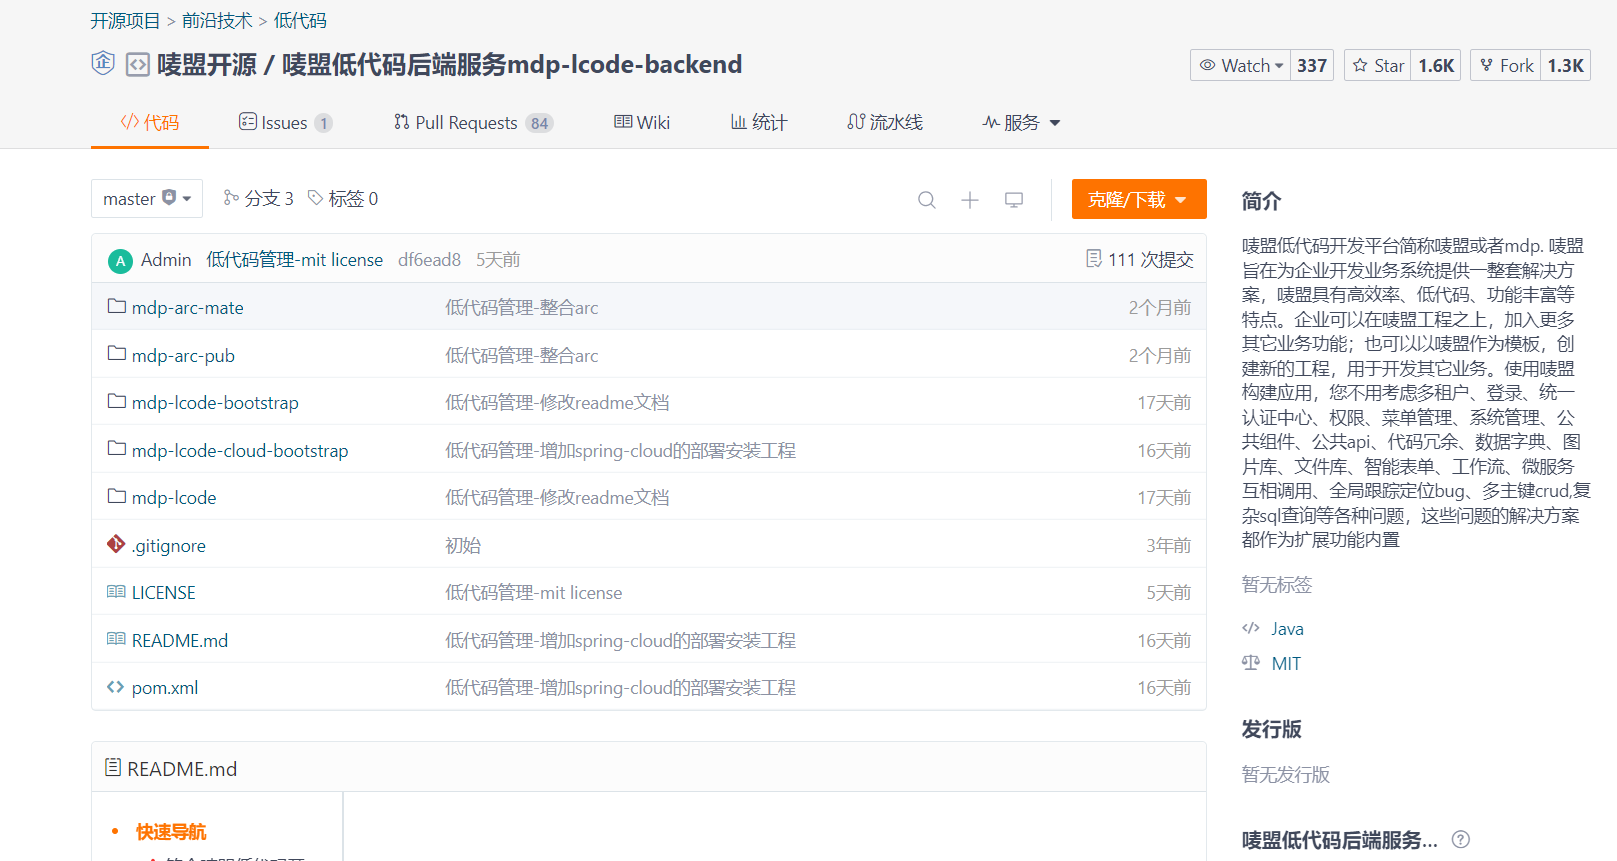 开源项目 > 前沿技术 > 低代码
唛盟开源 / 唛盟低代码后端服务mdp-lcode-backend
Watch 337 Star 1.6K Fork 1.3K
代码 Issues 1 Pull Requests 84 Wiki 统计 流水线 服务
master 分支 3 标签 0
克隆/下载
A Admin 低代码管理-mit license df6ead8 5天前 111 次提交
mdp-arc-mate 低代码管理-整合arc 2个月前
mdp-arc-pub 低代码管理-整合arc 2个月前
mdp-lcode-bootstrap 低代码管理-修改readme文档 17天前
mdp-lcode-cloud-bootstrap 低代码管理-增加spring-cloud的部署安装工程 16天前
mdp-lcode 低代码管理-修改readme文档 17天前
.gitignore 初始 3年前
LICENSE 低代码管理-mit license 5天前
README.md 低代码管理-增加spring-cloud的部署安装工程 16天前
pom.xml 低代码管理-增加spring-cloud的部署安装工程 16天前
README.md
快速导航
简介
唛盟低代码开发平台简称唛盟或者mdp. 唛盟
旨在为企业开发业务系统提供一整套解决方
案，唛盟具有高效率、低代码、功能丰富等
特点。企业可以在唛盟工程之上，加入更多
其它业务功能；也可以以唛盟作为模板，创
建新的工程，用于开发其它业务。使用唛盟
构建应用，您不用考虑多租户、登录、统一
认证中心、权限、菜单管理、系统管理、公
共组件、公共api、代码冗余、数据字典、图
片库、文件库、智能表单、工作流、微服务
互相调用、全局跟踪定位bug、多主键crud,复
杂sql查询等各种问题，这些问题的解决方案
都作为扩展功能内置
暂无标签
Java
MIT
发行版
暂无发行版
唛盟低代码后端服务...